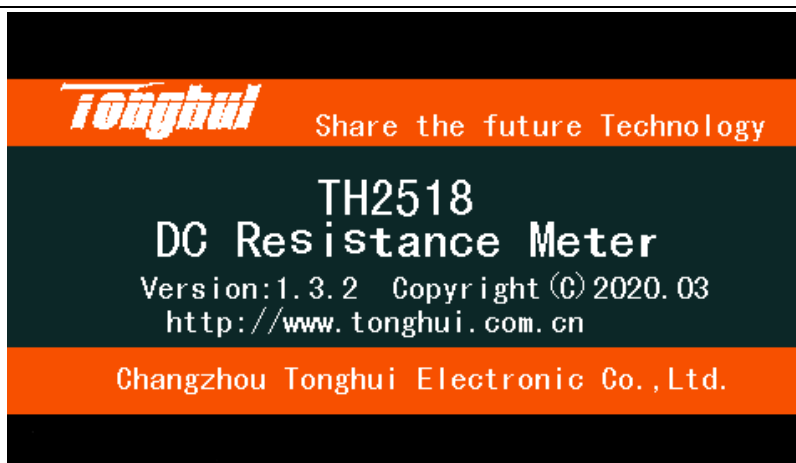 Tonghui
Share the future Technology
TH2518
DC Resistance Meter
Version:1.3.2 Copyright(C)2020.03
http://www.tonghui.com.cn
Changzhou Tonghui Electronic Co.,Ltd.